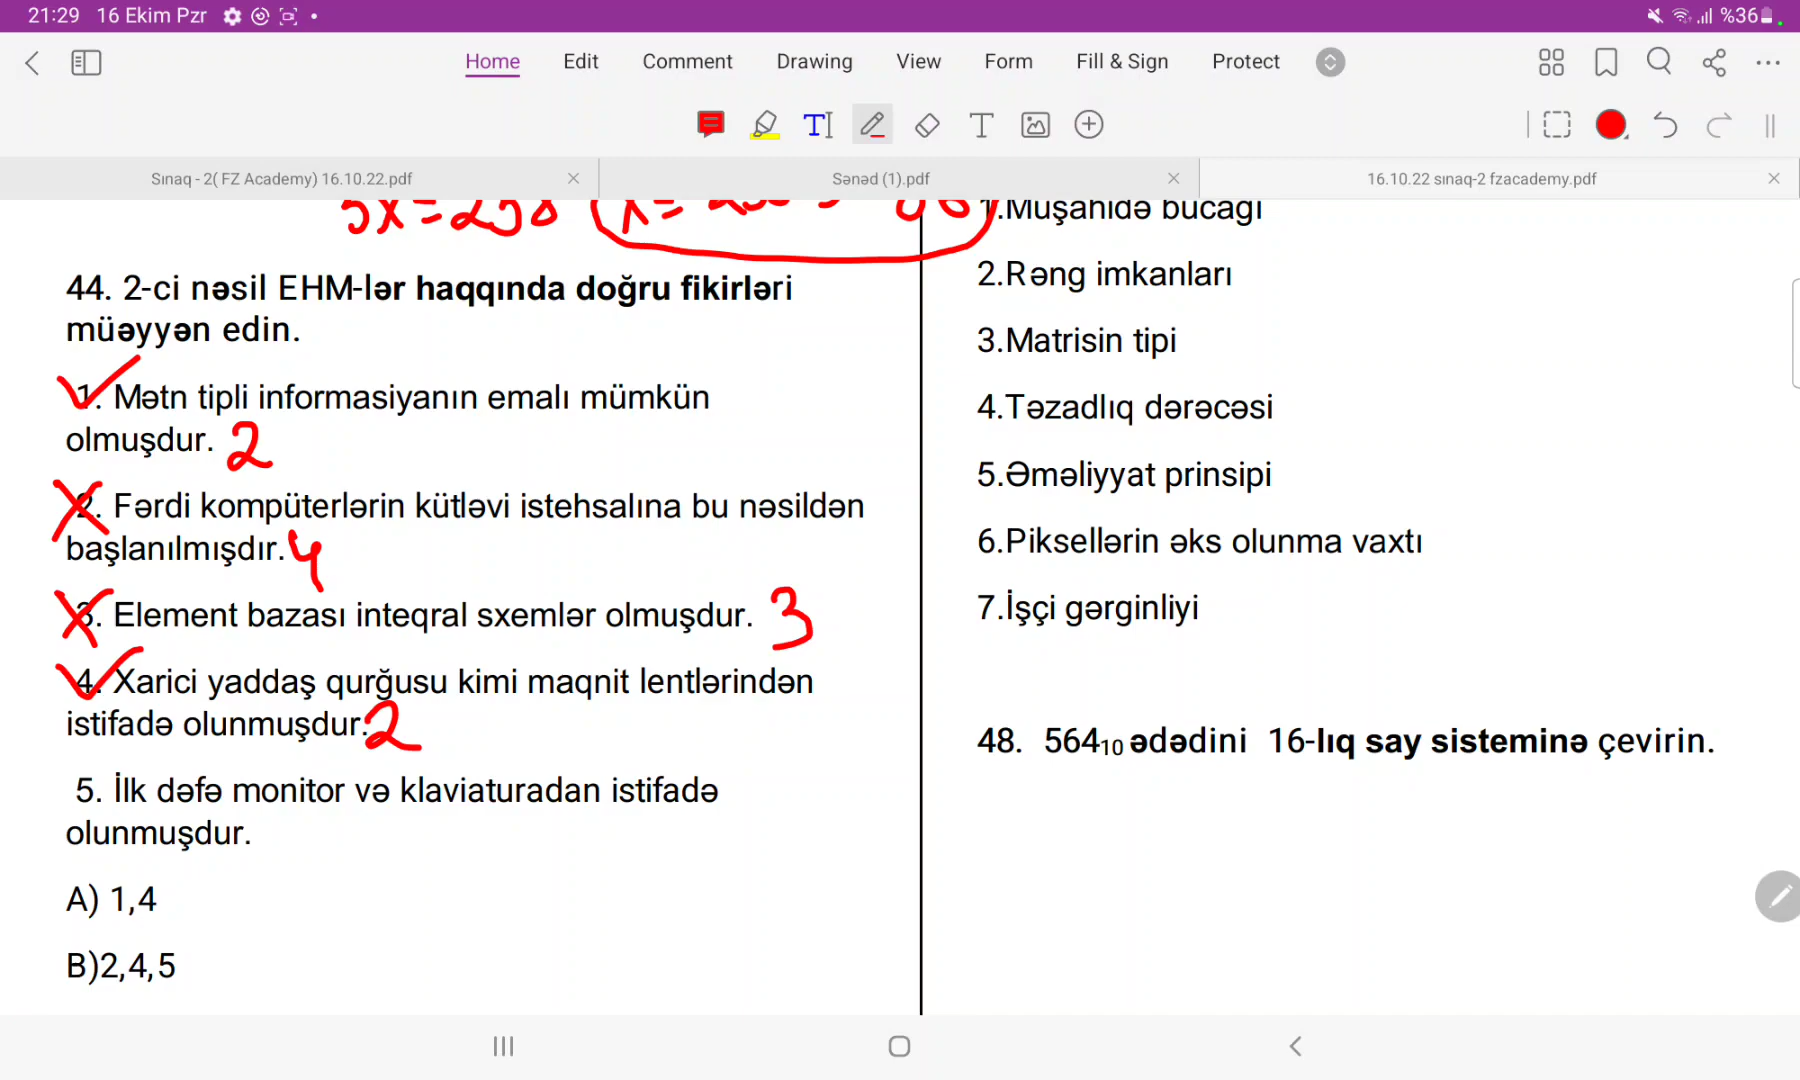 21:29 16 Ekim Pzr
%36
Home Edit Comment Drawing View Form Fill & Sign Protect
Sınaq - 2( FZ Academy) 16.10.22.pdf
Sənəd (1).pdf
16.10.22 sınaq-2 fzacademy.pdf
44. 2-ci nəsil EHM-lər haqqında doğru fikirləri
müəyyən edin.
1. Mətn tipli informasiyanın emalı mümkün
olmuşdur. 2
2. Fərdi kompüterlərin kütləvi istehsalına bu nəsildən
başlanılmışdır. 4
3. Element bazası inteqral sxemlər olmuşdur. 3
4. Xarici yaddaş qurğusu kimi maqnit lentlərindən
istifadə olunmuşdur. 2
5. İlk dəfə monitor və klaviaturadan istifadə
olunmuşdur.
A) 1,4
B)2,4,5
1.Müşahidə bucağı
2.Rəng imkanları
3.Matrisin tipi
4.Təzadlıq dərəcəsi
5.Əməliyyat prinsipi
6.Piksellərin əks olunma vaxtı
7.İşçi gərginliyi
48. 564₁₀ ədədini 16-lıq say sisteminə çevirin.